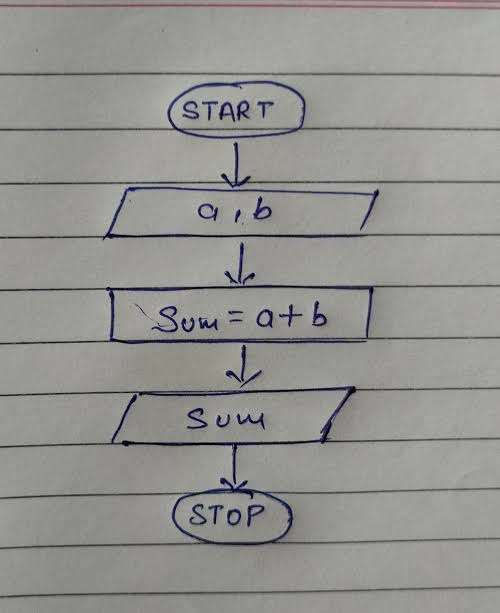 START
a, b
Sum = a + b
Sum
STOP